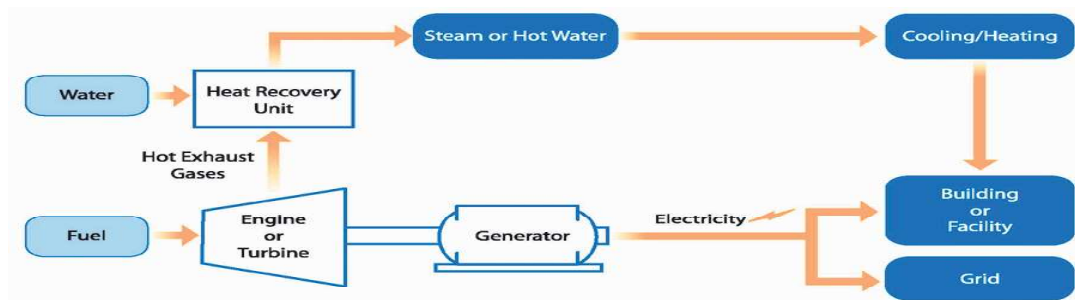 Steam or Hot Water
Cooling/Heating
Water
Heat Recovery
Unit
Hot Exhaust
Gases
Fuel
Engine
or
Turbine
Generator
Electricity
Building
or
Facility
Grid